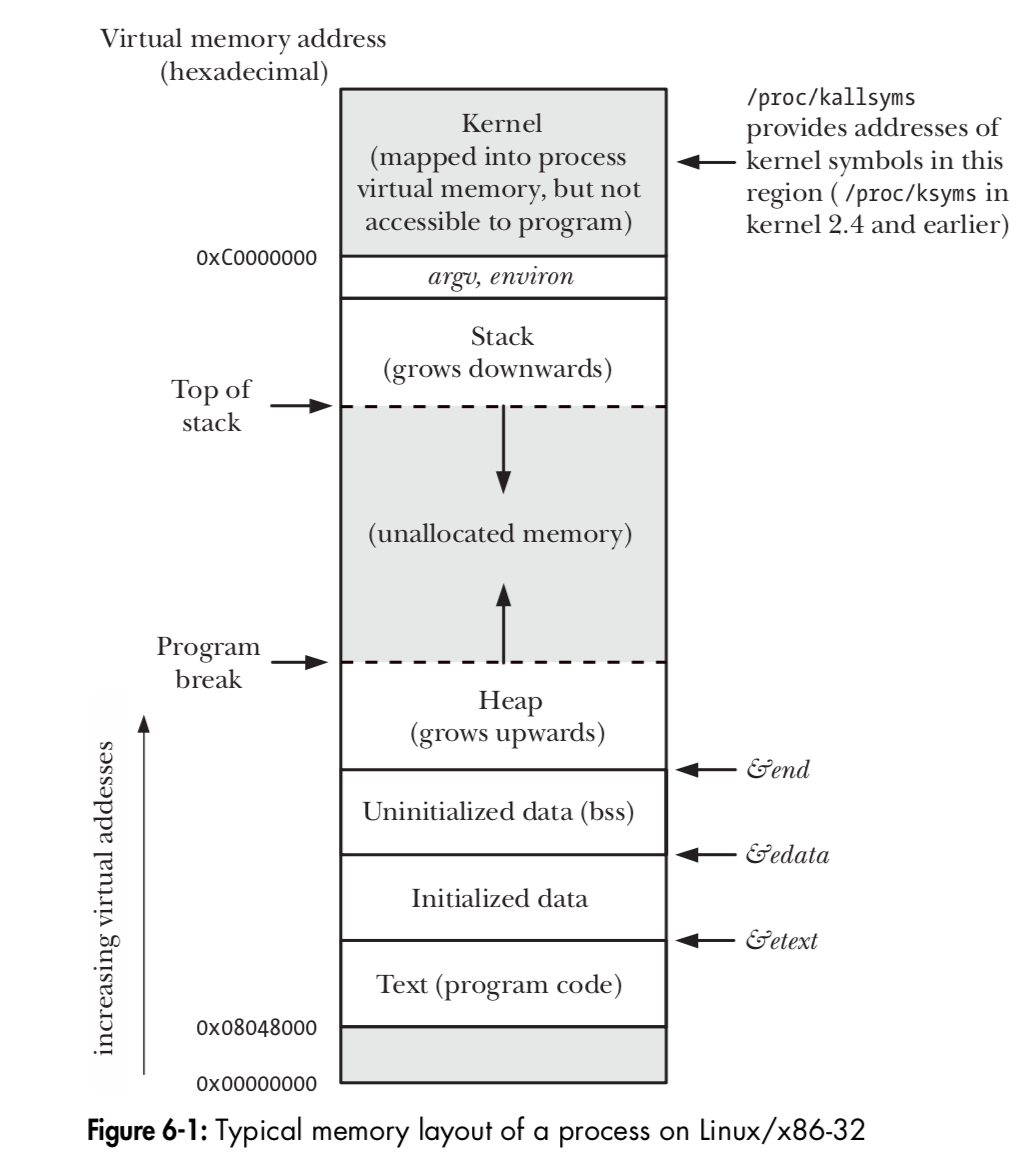 Virtual memory address
(hexadecimal)
/proc/kallsyms
provides addresses of
kernel symbols in this
region ( /proc/ksyms in
kernel 2.4 and earlier)
Kernel
(mapped into process
virtual memory, but not
accessible to program)
0xC0000000
argv, environ
Stack
(grows downwards)
Top of
stack
(unallocated memory)
Program
break
Heap
(grows upwards)
&end
Uninitialized data (bss)
&edata
Initialized data
&etext
Text (program code)
0x08048000
0x00000000
increasing virtual addesses
Figure 6-1: Typical memory layout of a process on Linux/x86-32